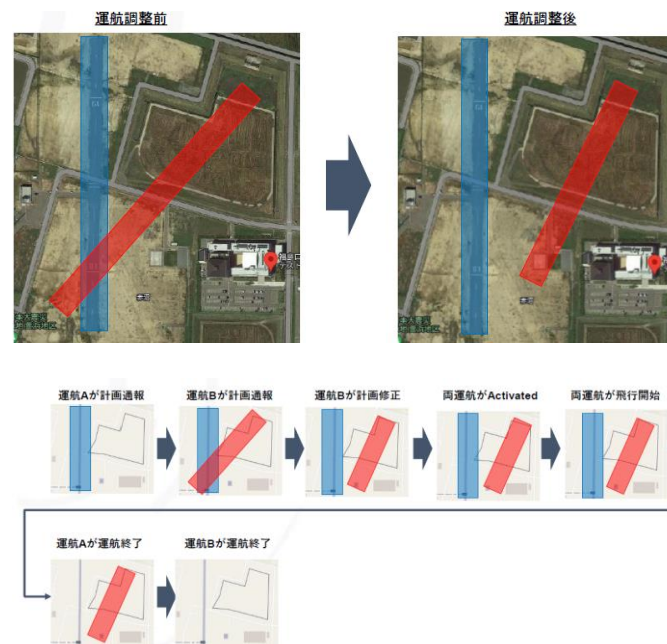 運航調整前
運航調整後
運航Aが計画通報
運航Bが計画通報
運航Bが計画修正
両運航がActivated
両運航が飛行開始
運航Aが運航終了
運航Bが運航終了